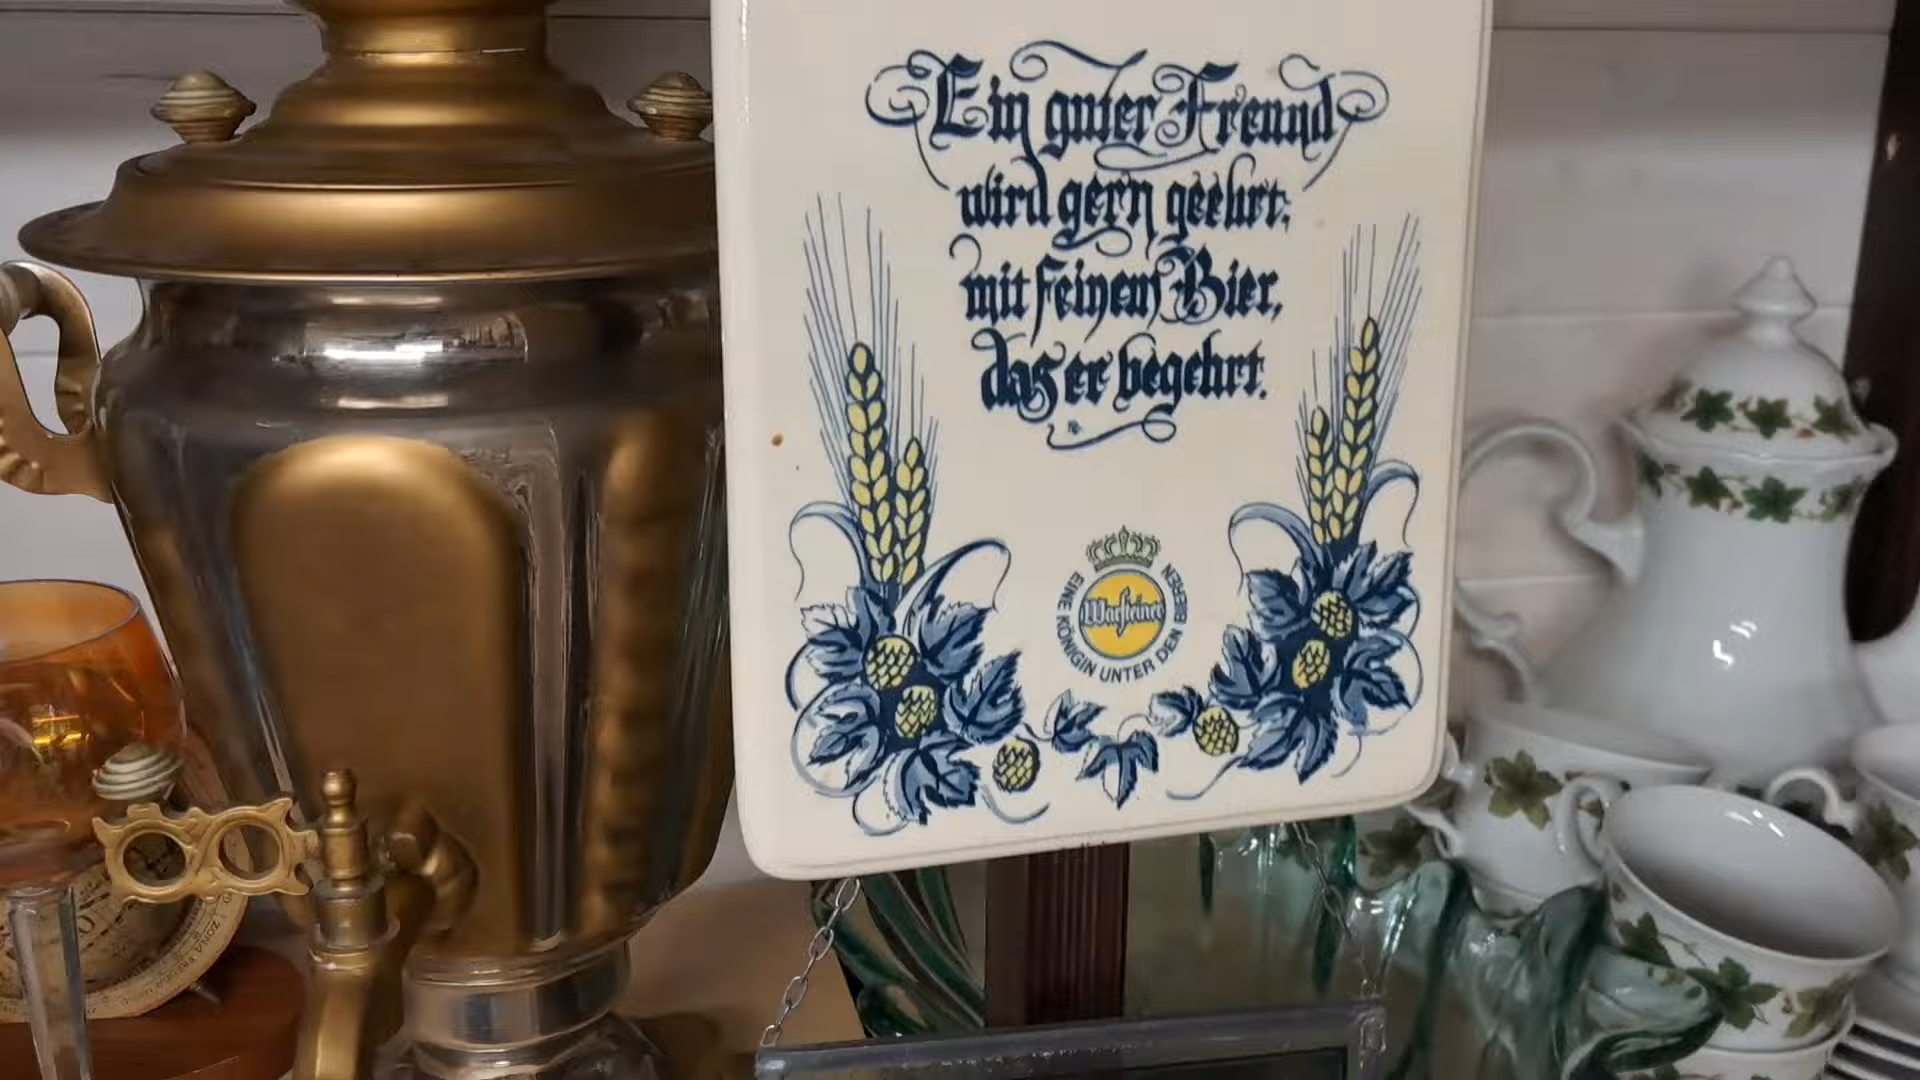 Ein guter Freund
wird gern geehrt,
mit feinem Bier,
das er begehrt.
Warsteiner
EINE KÖNIGIN UNTER DEN BIEREN